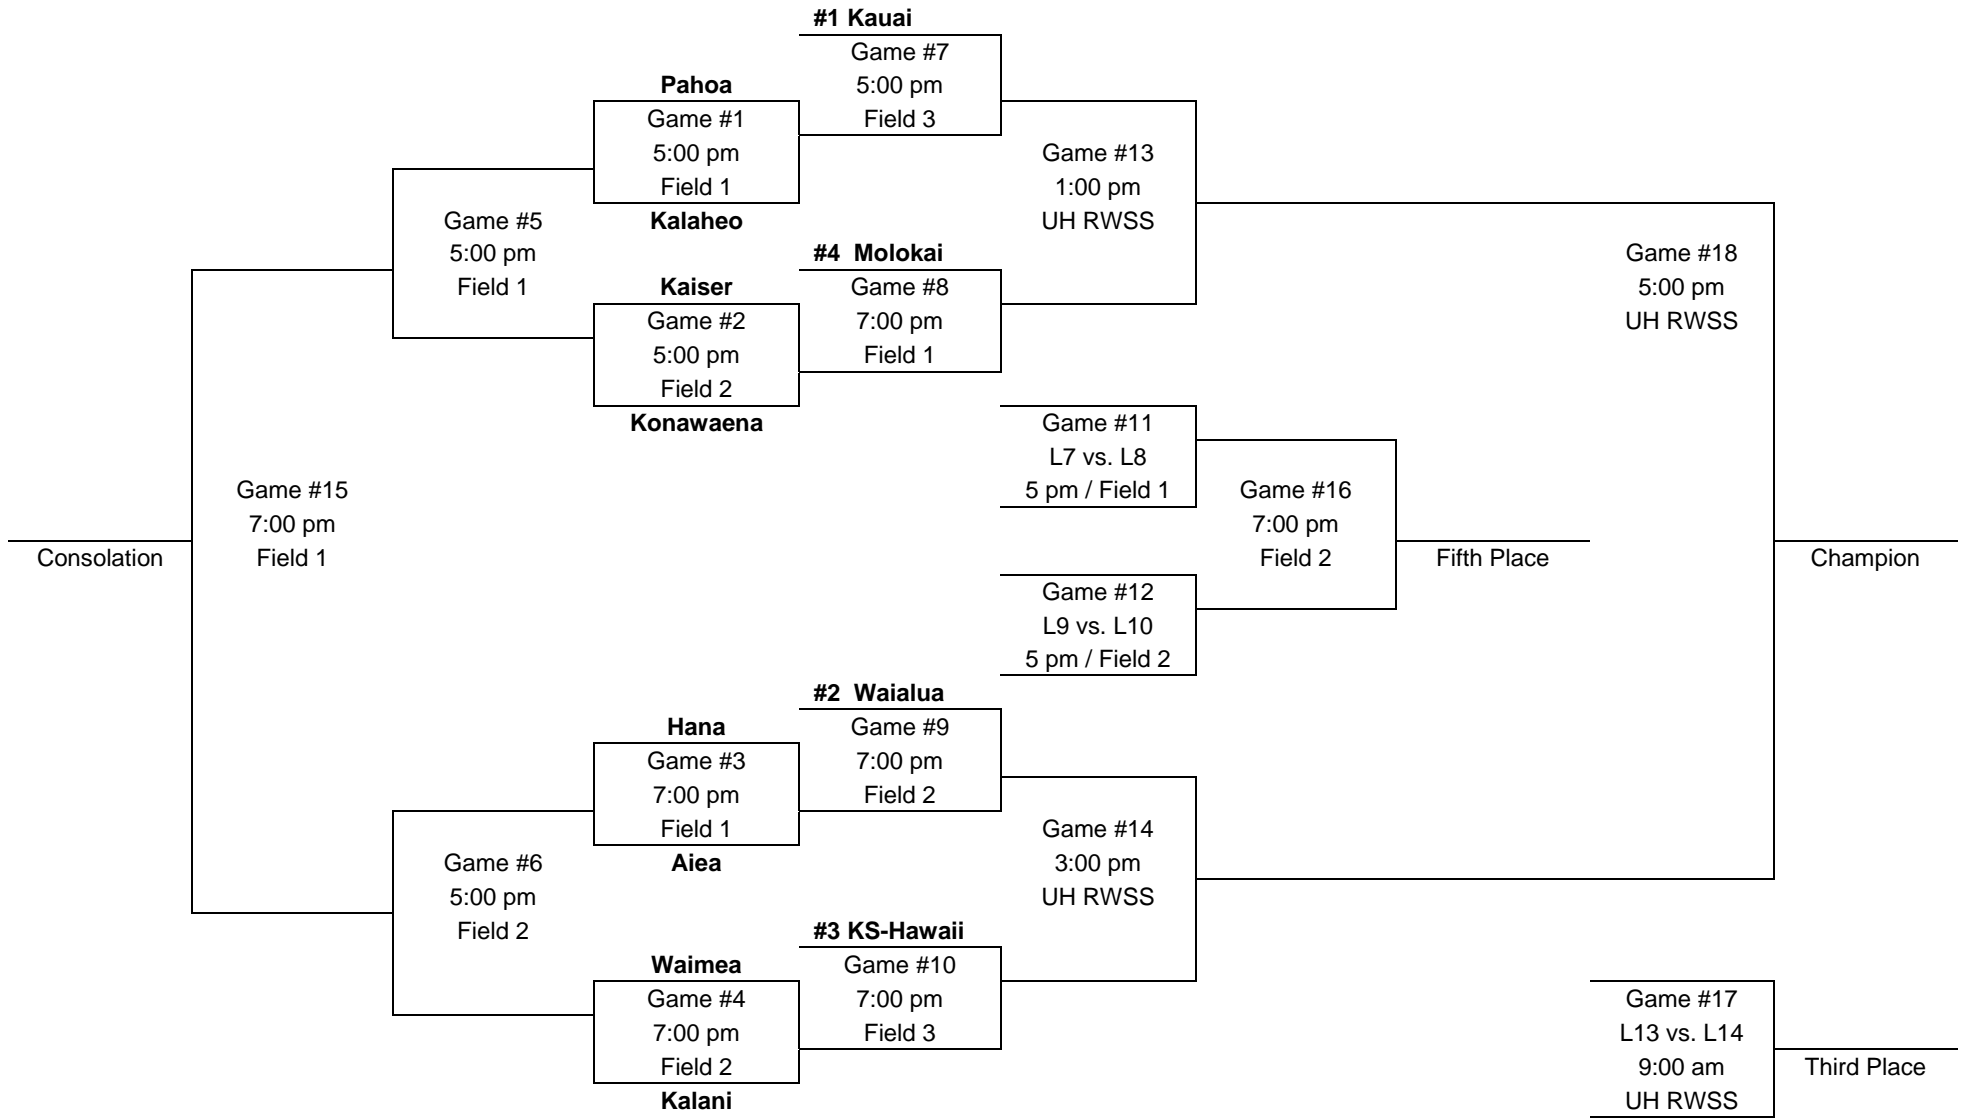 #1 Kauai
Game #7
5:00 pm
Field 3
Pahoa
Game #1
5:00 pm
Field 1
Kalaheo
Game #5
5:00 pm
Field 1
Game #13
1:00 pm
UH RWSS
#4  Molokai
Game #8
7:00 pm
Field 1
Kaiser
Game #2
5:00 pm
Field 2
Konawaena
Game #18
5:00 pm
UH RWSS
Game #11
L7 vs. L8
5 pm / Field 1
Game #15
7:00 pm
Field 1
Consolation
Game #16
7:00 pm
Field 2
Fifth Place
Champion
Game #12
L9 vs. L10
5 pm / Field 2
#2  Waialua
Game #9
7:00 pm
Field 2
Hana
Game #3
7:00 pm
Field 1
Aiea
Game #6
5:00 pm
Field 2
Game #14
3:00 pm
UH RWSS
#3 KS-Hawaii
Game #10
7:00 pm
Field 3
Waimea
Game #4
7:00 pm
Field 2
Kalani
Game #17
L13 vs. L14
9:00 am
UH RWSS
Third Place